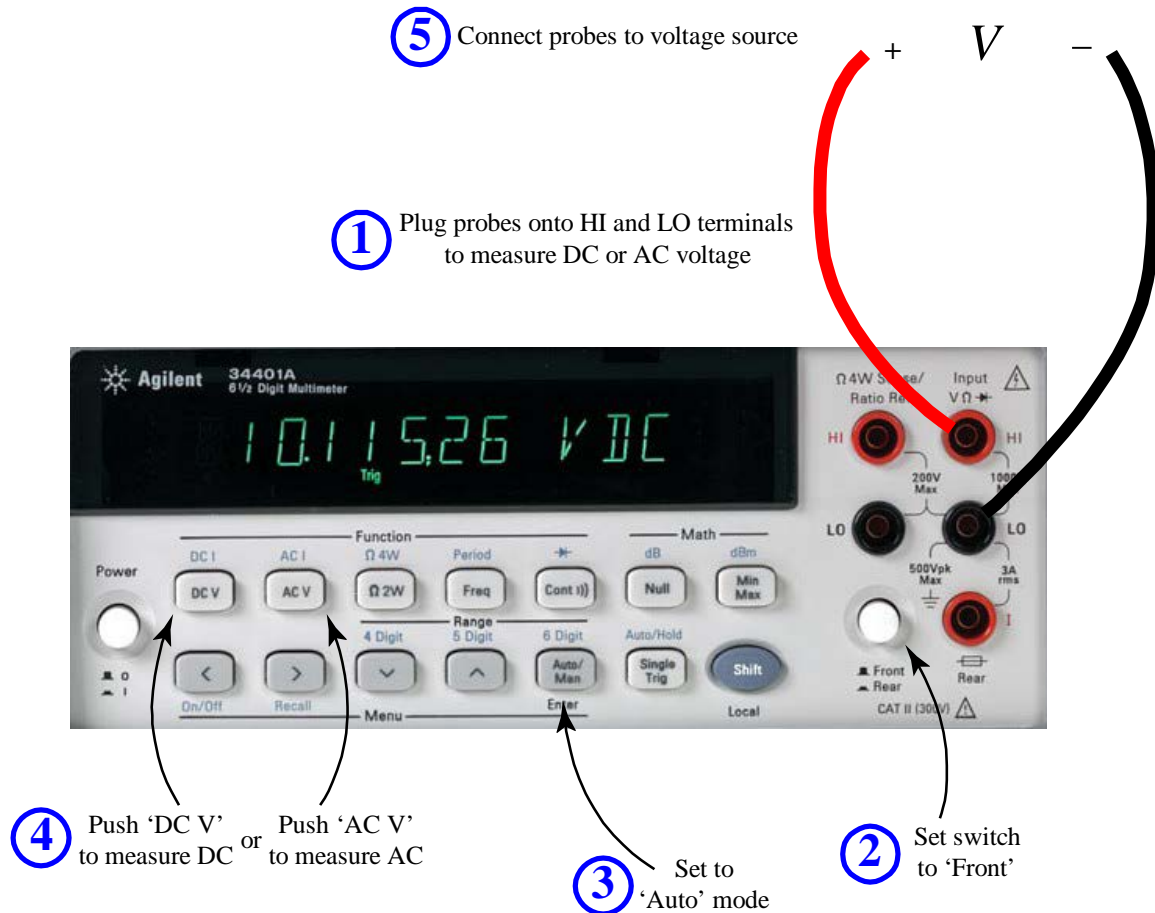 5 Connect probes to voltage source
+ V −
1 Plug probes onto HI and LO terminals
to measure DC or AC voltage
Agilent 34401A
6½ Digit Multimeter
10.115,26 VDC
Trig
Ω 4W Input
Ratio V Ω
HI HI
200V
Max
LO LO
500Vpk
Max
3A
rms
I
Front
Rear
Rear
CAT II (300V)
Function
Math
DC I AC I Ω 4W Period dB dBm
Power
DC V AC V Ω 2W Freq Cont Null Min
Max
Range
4 Digit 5 Digit 6 Digit Auto/Hold
< > Auto/
Man Single
Trig Shift
O
I
On/Off Recall Menu Enter Local
4 Push ‘DC V’
to measure DC
or
Push ‘AC V’
to measure AC
3 Set to
‘Auto’ mode
2 Set switch
to ‘Front’